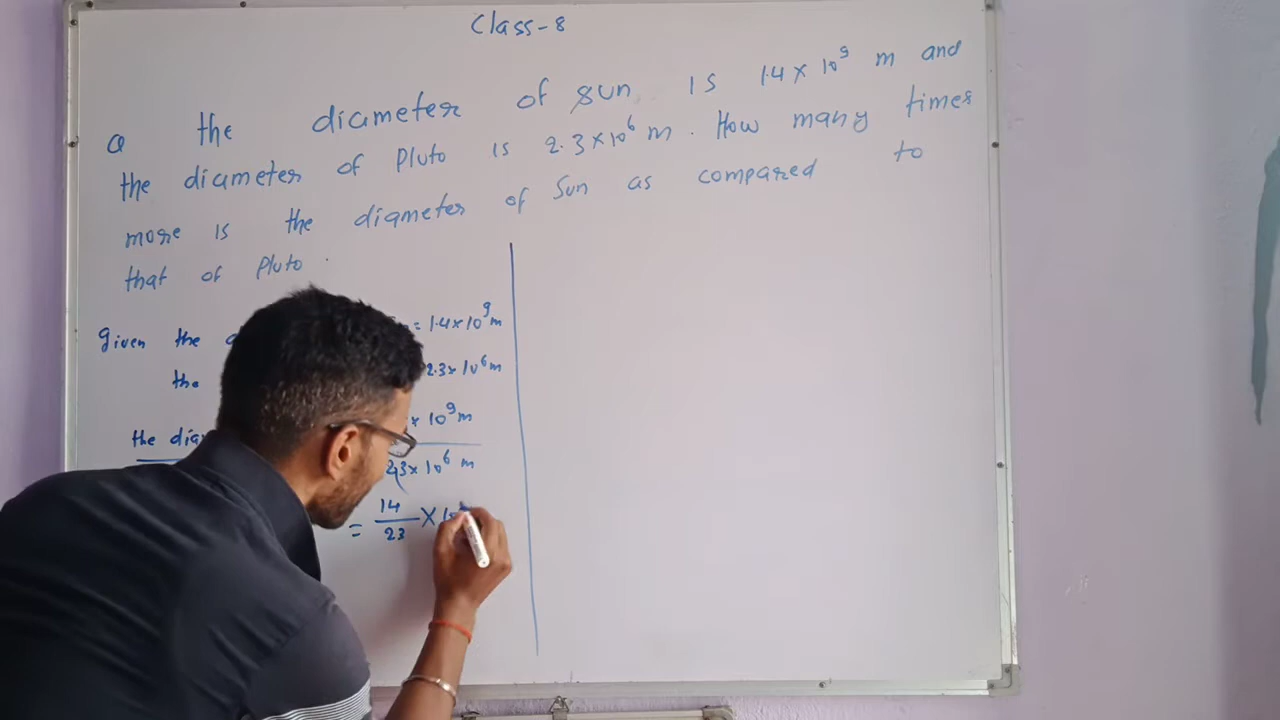 Class-8
Q the diameter of sun is 1.4 × 10⁹ m and
the diameter of Pluto is 2.3 × 10⁶ m. How many times
more is the diameter of Sun as compared to
that of Pluto.
Given the = 1.4 × 10⁹ m
the 2.3 × 10⁶ m
the × 10⁹ m
2.3 × 10⁶ m
= 14/23 ×